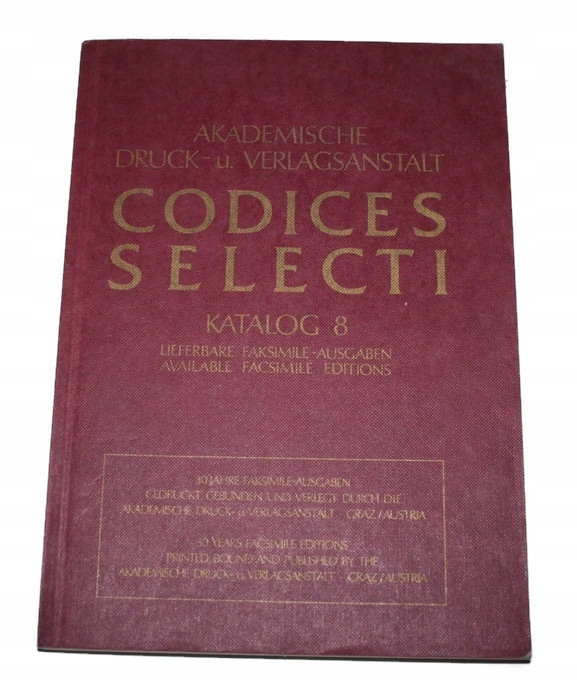 AKADEMISCHE
DRUCK- u. VERLAGSANSTALT
CODICES
SELECTI
KATALOG 8
LIEFERBARE FAKSIMILE-AUSGABEN
AVAILABLE FACSIMILE EDITIONS
30 JAHRE FAKSIMILE-AUSGABEN
GEDRUCKT, GEBUNDEN UND VERLEGT DURCH DIE
AKADEMISCHE DRUCK- u. VERLAGSANSTALT GRAZ/AUSTRIA
30 YEARS FACSIMILE EDITIONS
PRINTED, BOUND AND PUBLISHED BY THE
AKADEMISCHE DRUCK- u. VERLAGSANSTALT GRAZ/AUSTRIA